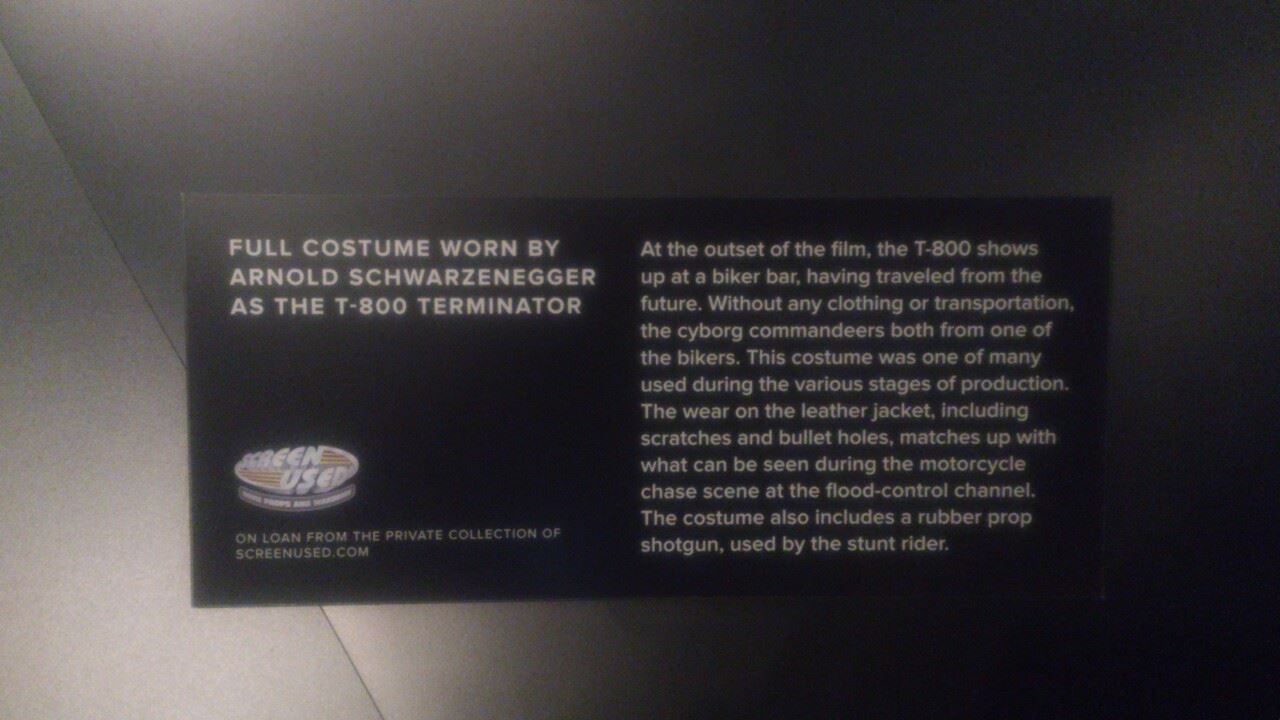 FULL COSTUME WORN BY
ARNOLD SCHWARZENEGGER
AS THE T-800 TERMINATOR
SCREEN
USED
ON LOAN FROM THE PRIVATE COLLECTION OF
SCREENUSED.COM
At the outset of the film, the T-800 shows
up at a biker bar, having traveled from the
future. Without any clothing or transportation,
the cyborg commandeers both from one of
the bikers. This costume was one of many
used during the various stages of production.
The wear on the leather jacket, including
scratches and bullet holes, matches up with
what can be seen during the motorcycle
chase scene at the flood-control channel.
The costume also includes a rubber prop
shotgun, used by the stunt rider.